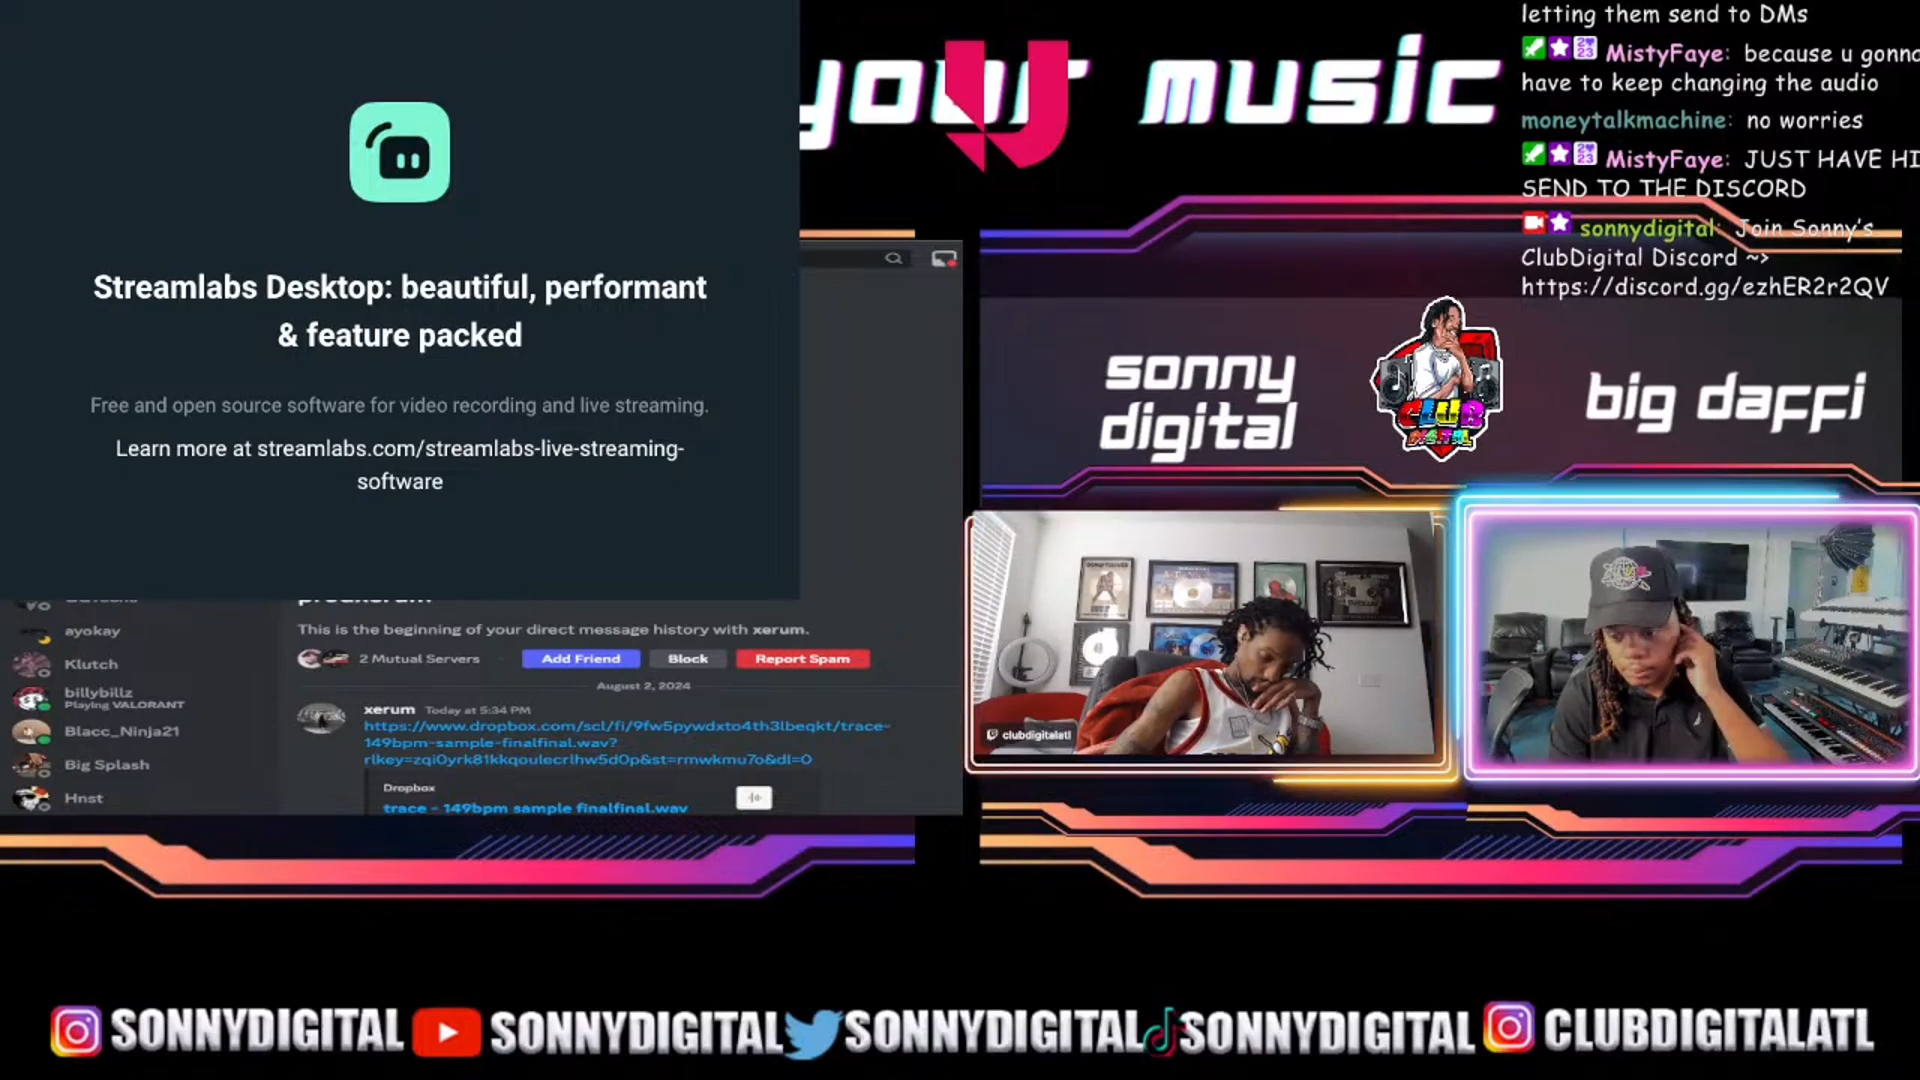 your music
letting them send to DMs
MistyFaye: because u gonna
have to keep changing the audio
moneytalkmachine: no worries
MistyFaye: JUST HAVE HI
SEND TO THE DISCORD
sonnydigital: Join Sonny's
ClubDigital Discord ~>
https://discord.gg/ezhER2r2QV
Streamlabs Desktop: beautiful, performant
& feature packed
Free and open source software for video recording and live streaming.
Learn more at streamlabs.com/streamlabs-live-streaming-
software
sonny
digital
CLUB
DIGITAL
big daffi
ayokay
Klutch
billybillz
Playing VALORANT
Blacc_Ninja21
Big Splash
Hnst
This is the beginning of your direct message history with xerum.
2 Mutual Servers
Add Friend
Block
Report Spam
August 2, 2024
xerum Today at 5:34 PM
https://www.dropbox.com/scl/fi/9fw5pywdxto4th3lbeqkt/trace-
149bpm-sample-finalfinal.wav?
rlkey=zqi0yrk81kkqoulecrlhw5d0p&st=rmwkmu7o&dl=0
Dropbox
trace - 149bpm sample finalfinal.wav
clubdigitalatl
SONNYDIGITAL
SONNYDIGITAL
SONNYDIGITAL
SONNYDIGITAL
CLUBDIGITALATL